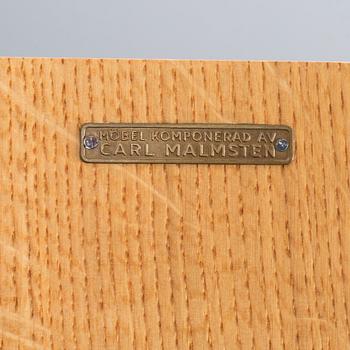 MÖBEL KOMPONERAD AV
CARL MALMSTEN